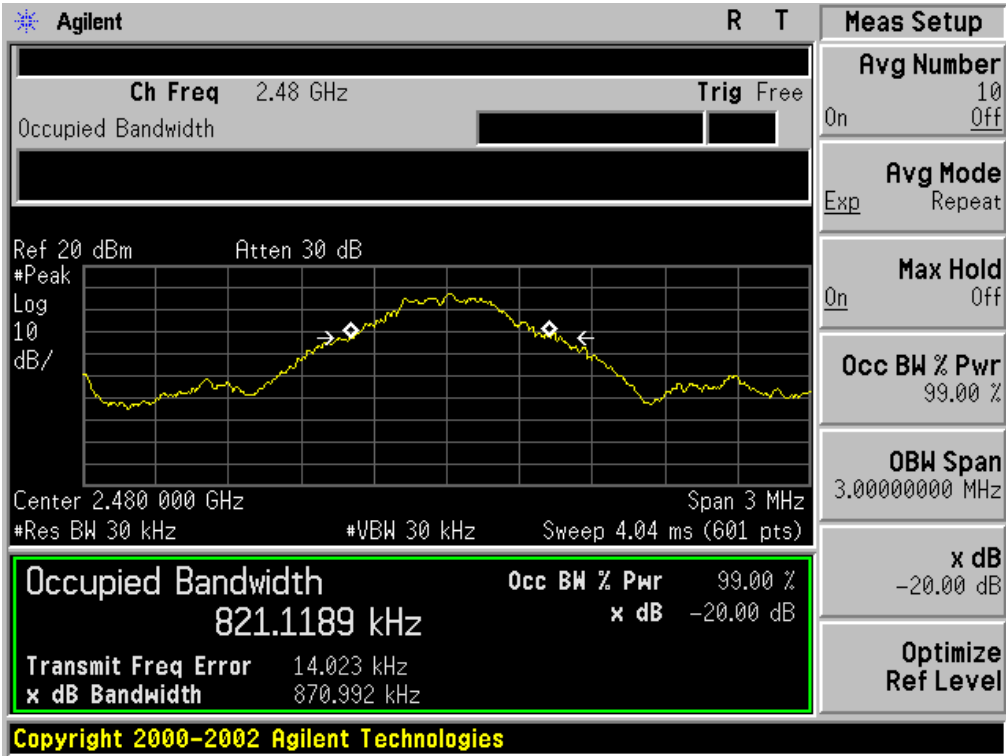 Agilent R T Meas Setup
Ch Freq 2.48 GHz Trig Free
Occupied Bandwidth
Avg Number
10
On Off
Avg Mode
Exp Repeat
Max Hold
On Off
Occ BW % Pwr
99.00 %
OBW Span
3.00000000 MHz
x dB
-20.00 dB
Optimize
Ref Level
Ref 20 dBm Atten 30 dB
#Peak
Log
10
dB/
Center 2.480 000 GHz Span 3 MHz
#Res BW 30 kHz #VBW 30 kHz Sweep 4.04 ms (601 pts)
Occupied Bandwidth Occ BW % Pwr 99.00 %
821.1189 kHz x dB -20.00 dB
Transmit Freq Error 14.023 kHz
x dB Bandwidth 870.992 kHz
Copyright 2000-2002 Agilent Technologies